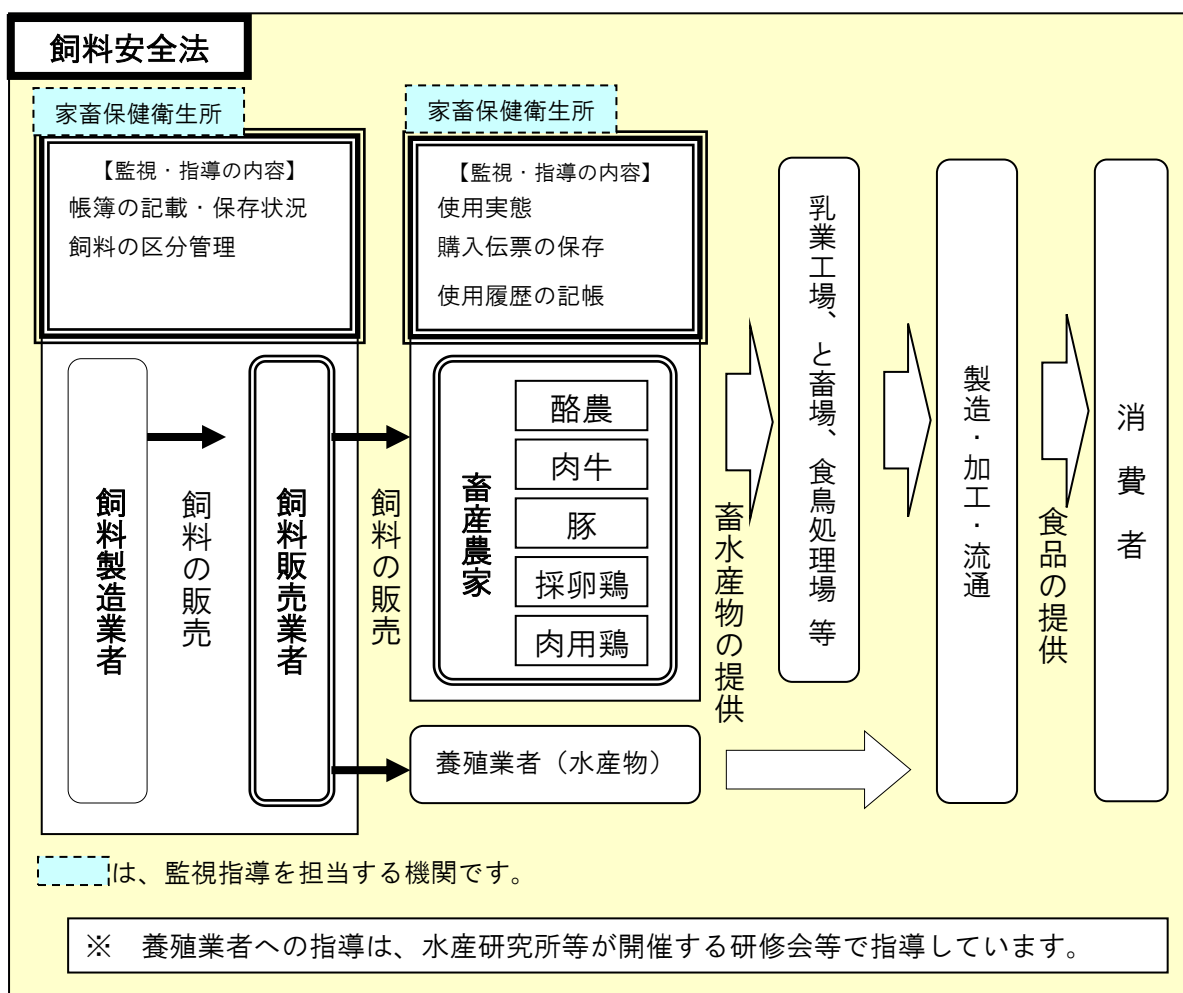 飼料安全法
家畜保健衛生所
【監視・指導の内容】
帳簿の記載・保存状況
飼料の区分管理
家畜保健衛生所
【監視・指導の内容】
使用実態
購入伝票の保存
使用履歴の記帳
飼料製造業者
飼料の販売
飼料販売業者
飼料の販売
畜産農家
酪農
肉牛
豚
採卵鶏
肉用鶏
養殖業者（水産物）
畜水産物の提供
乳業工場、と畜場、食鳥処理場 等
製造・加工・流通
食品の提供
消費者
は、監視指導を担当する機関です。
※　養殖業者への指導は、水産研究所等が開催する研修会等で指導しています。